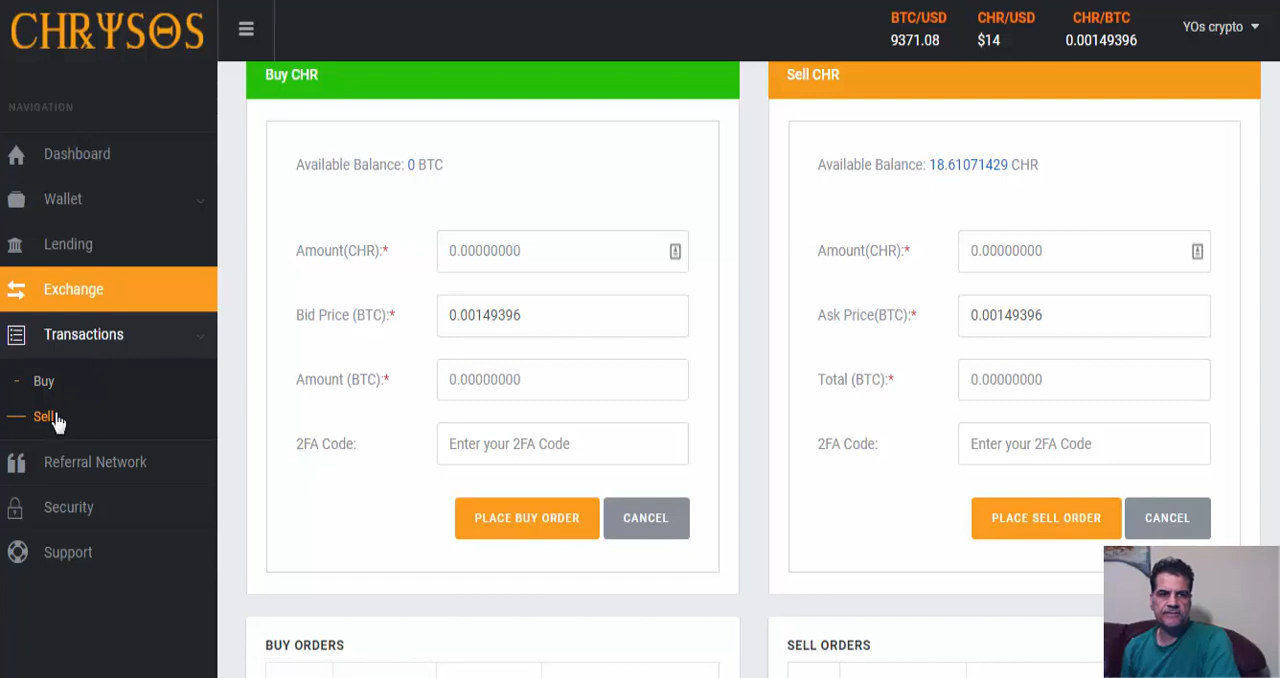 CHRΨSΘS
BTC/USD
9371.08
CHR/USD
$14
CHR/BTC
0.00149396
YOs crypto
NAVIGATION
Dashboard
Wallet
Lending
Exchange
Transactions
Buy
Sell
Referral Network
Security
Support
Buy CHR
Available Balance: 0 BTC
Amount(CHR):* 0.00000000
Bid Price (BTC):* 0.00149396
Amount (BTC):* 0.00000000
2FA Code: Enter your 2FA Code
PLACE BUY ORDER CANCEL
Sell CHR
Available Balance: 18.61071429 CHR
Amount(CHR):* 0.00000000
Ask Price(BTC):* 0.00149396
Total (BTC):* 0.00000000
2FA Code: Enter your 2FA Code
PLACE SELL ORDER CANCEL
BUY ORDERS
SELL ORDERS